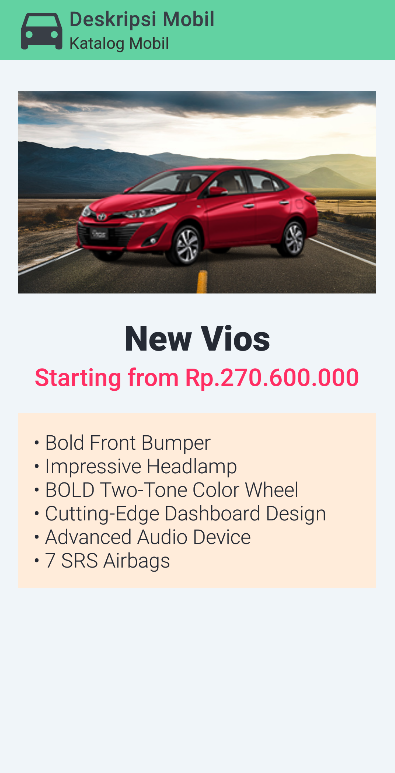 Deskripsi Mobil
Katalog Mobil
New Vios
Starting from Rp.270.600.000
• Bold Front Bumper
• Impressive Headlamp
• BOLD Two-Tone Color Wheel
• Cutting-Edge Dashboard Design
• Advanced Audio Device
• 7 SRS Airbags